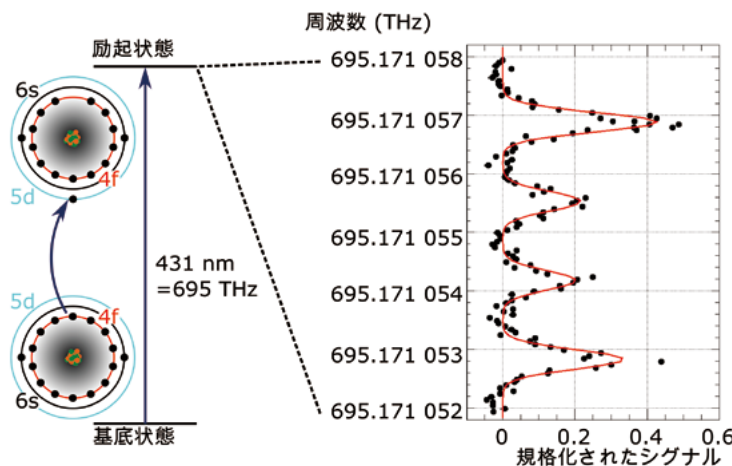 周波数 (THz)
励起状態
6s
5d
4f
431 nm
=695 THz
5d
4f
6s
基底状態
695.171 058
695.171 057
695.171 056
695.171 055
695.171 054
695.171 053
695.171 052
0
0.2
0.4
0.6
規格化されたシグナル